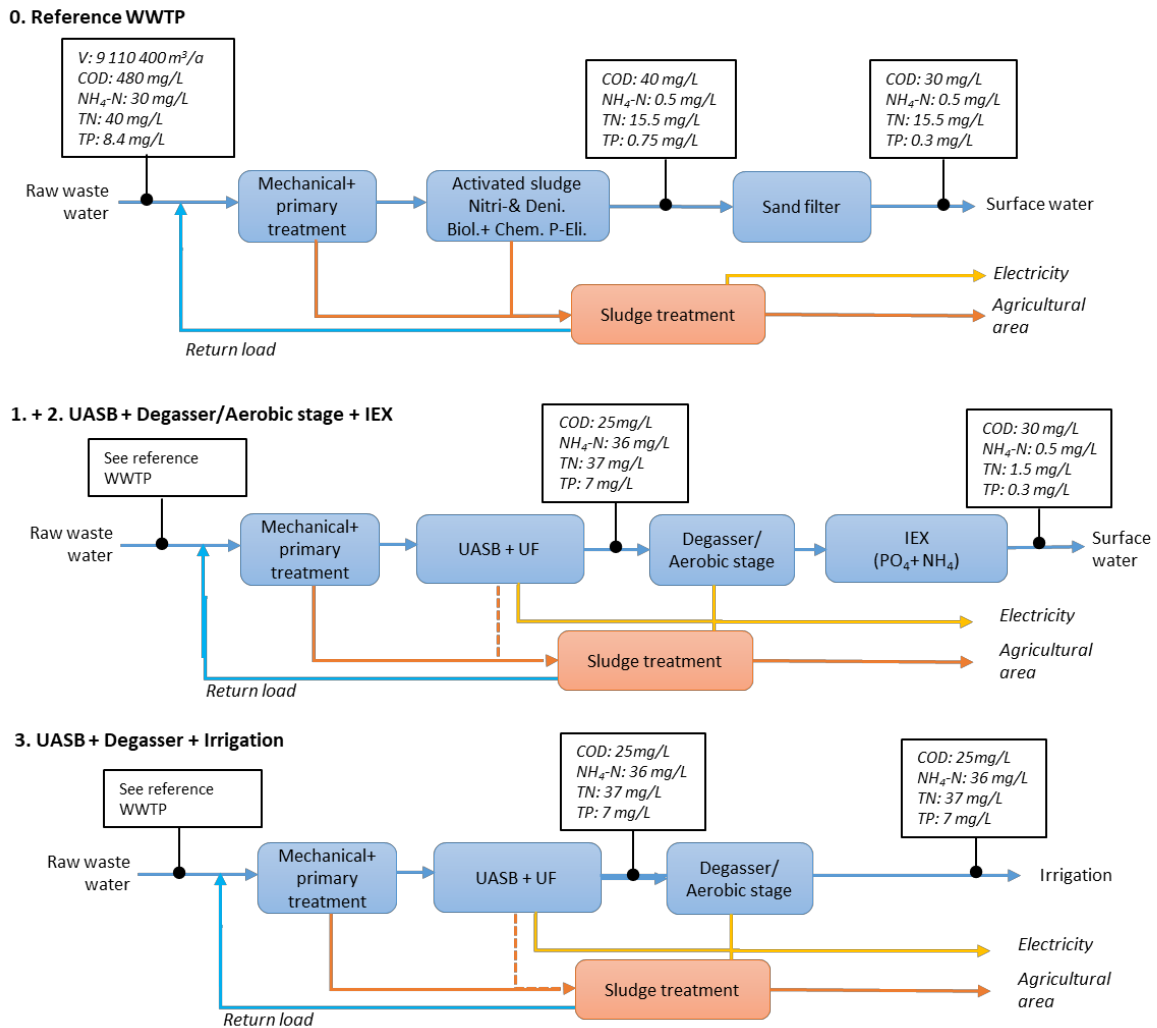 0. Reference WWTP
V: 9 110 400 m³/a
COD: 480 mg/L
NH₄-N: 30 mg/L
TN: 40 mg/L
TP: 8.4 mg/L
COD: 40 mg/L
NH₄-N: 0.5 mg/L
TN: 15.5 mg/L
TP: 0.75 mg/L
COD: 30 mg/L
NH₄-N: 0.5 mg/L
TN: 15.5 mg/L
TP: 0.3 mg/L
Raw waste
water
Mechanical+
primary
treatment
Activated sludge
Nitri-& Deni.
Biol.+ Chem. P-Eli.
Sand filter
Surface water
Electricity
Sludge treatment
Agricultural
area
Return load
1. + 2. UASB + Degasser/Aerobic stage + IEX
See reference
WWTP
COD: 25mg/L
NH₄-N: 36 mg/L
TN: 37 mg/L
TP: 7 mg/L
COD: 30 mg/L
NH₄-N: 0.5 mg/L
TN: 1.5 mg/L
TP: 0.3 mg/L
Raw waste
water
Mechanical+
primary
treatment
UASB + UF
Degasser/
Aerobic stage
IEX
(PO₄+ NH₄)
Surface
water
Electricity
Sludge treatment
Agricultural
area
Return load
3. UASB + Degasser + Irrigation
See reference
WWTP
COD: 25mg/L
NH₄-N: 36 mg/L
TN: 37 mg/L
TP: 7 mg/L
COD: 25mg/L
NH₄-N: 36 mg/L
TN: 37 mg/L
TP: 7 mg/L
Raw waste
water
Mechanical+
primary
treatment
UASB + UF
Degasser/
Aerobic stage
Irrigation
Electricity
Sludge treatment
Agricultural
area
Return load